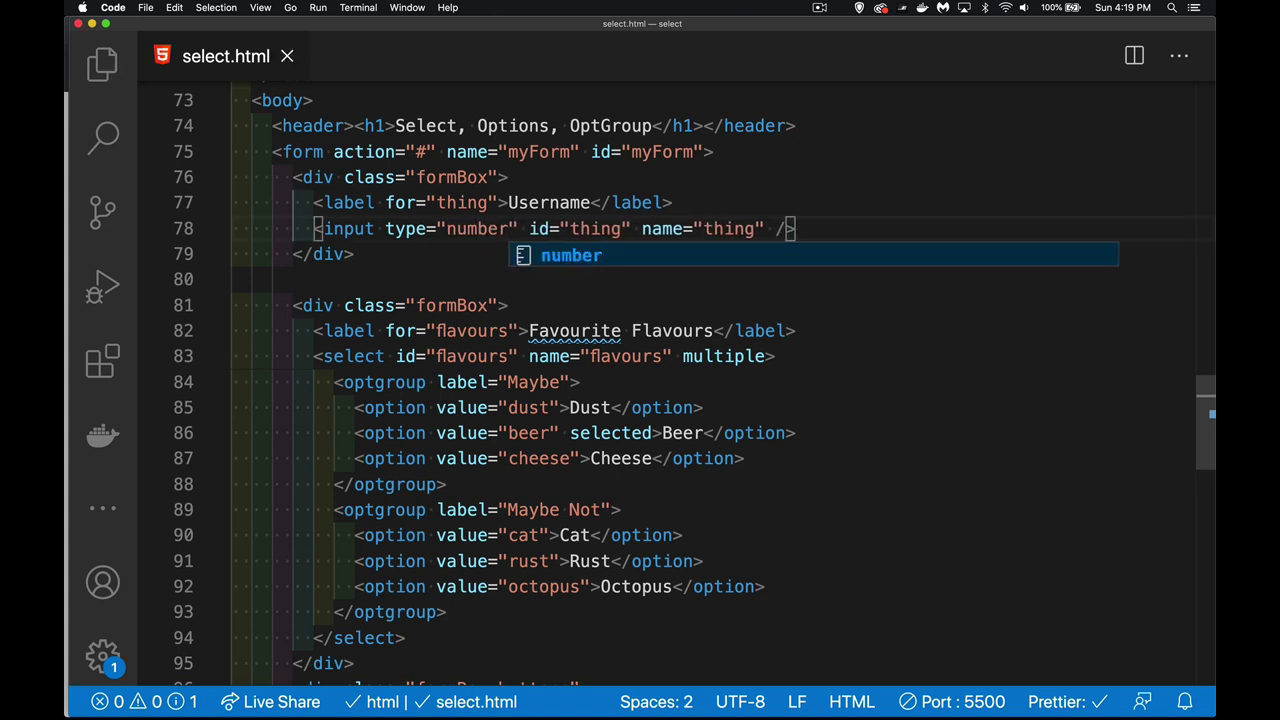 Code File Edit Selection View Go Run Terminal Window Help 100% Sun 4:19 PM
select.html — select
select.html
73 <body>
74 <header><h1>Select, Options, OptGroup</h1></header>
75 <form action="#" name="myForm" id="myForm">
76 <div class="formBox">
77 <label for="thing">Username</label>
78 <input type="number" id="thing" name="thing" />
79 </div>
number
80
81 <div class="formBox">
82 <label for="flavours">Favourite Flavours</label>
83 <select id="flavours" name="flavours" multiple>
84 <optgroup label="Maybe">
85 <option value="dust">Dust</option>
86 <option value="beer" selected>Beer</option>
87 <option value="cheese">Cheese</option>
88 </optgroup>
89 <optgroup label="Maybe Not">
90 <option value="cat">Cat</option>
91 <option value="rust">Rust</option>
92 <option value="octopus">Octopus</option>
93 </optgroup>
94 </select>
95 </div>
1
0 0 1 Live Share html | select.html Spaces: 2 UTF-8 LF HTML Port : 5500 Prettier: